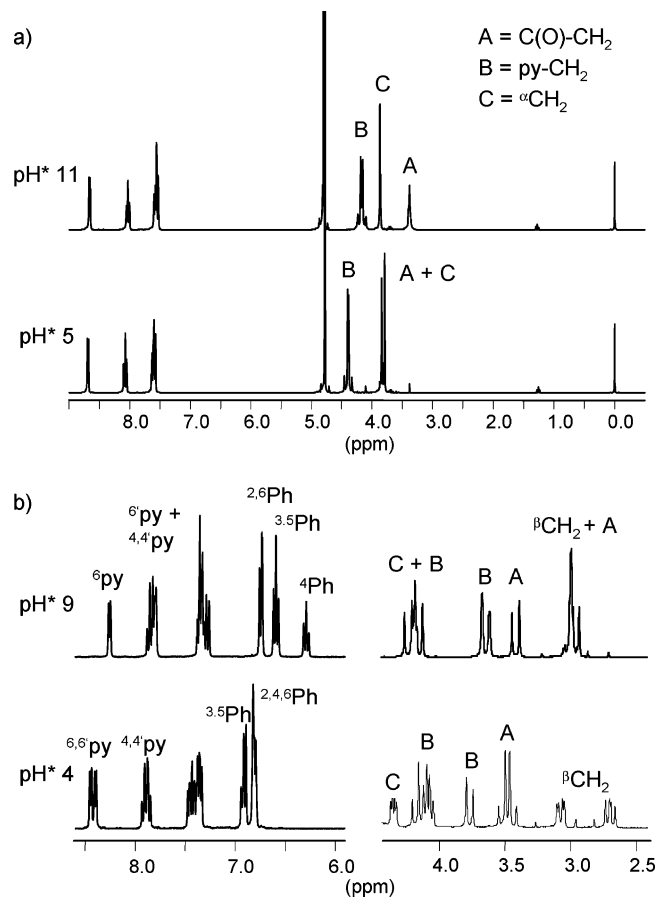 a)
A = C(O)-CH₂
B = py-CH₂
C = ᵅCH₂
C
B
A
pH* 11
B
A + C
pH* 5
8.0 7.0 6.0 5.0 4.0 3.0 2.0 1.0 0.0
(ppm)
b)
²,⁶Ph
⁶'py +
³.⁵Ph
ᵝCH₂ + A
⁴,⁴'py
C + B
⁶py
⁴Ph
B
A
pH* 9
²,⁴,⁶Ph
³.⁵Ph
A
⁶,⁶'py
⁴,⁴'py
B
B
pH* 4
C
ᵝCH₂
8.0 7.0 6.0 4.0 3.5 3.0 2.5
(ppm) (ppm)